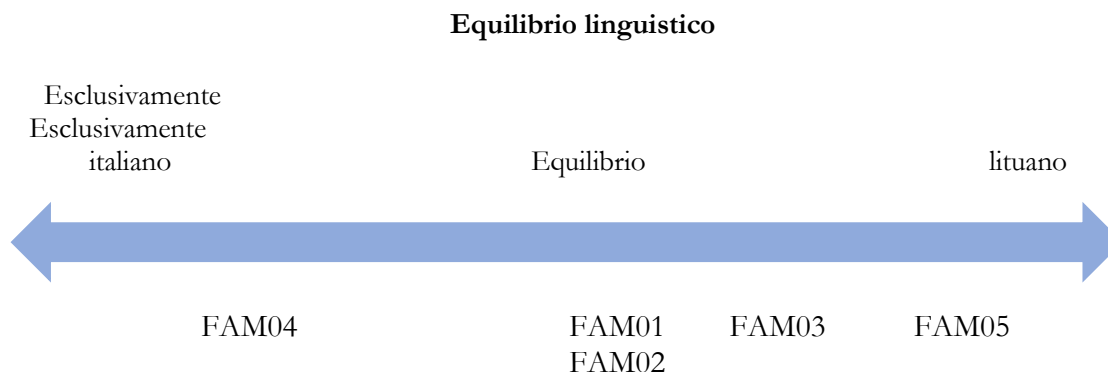 Equilibrio linguistico
Esclusivamente
Esclusivamente
italiano Equilibrio lituano
FAM04 FAM01 FAM03 FAM05
FAM02